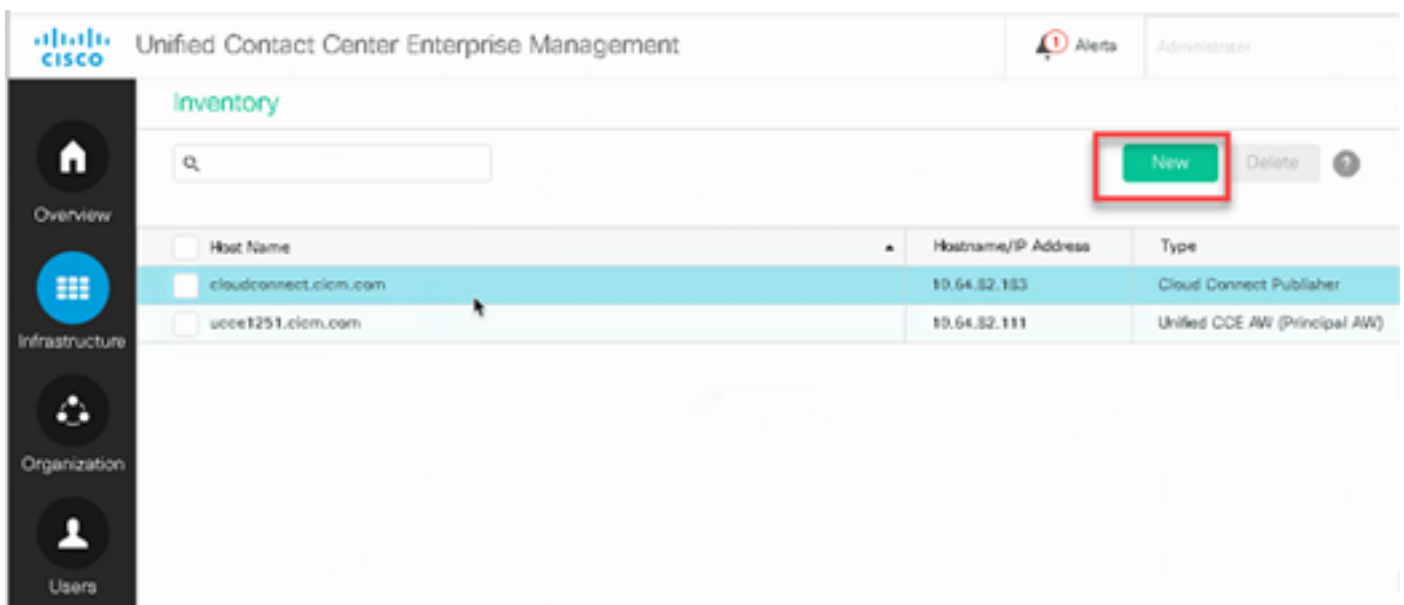 CISCO
Unified Contact Center Enterprise Management
1
Alerts
Administrator
Inventory
New
Delete
?
Overview
Host Name
Hostname/IP Address
Type
cloudconnect.cicm.com
10.64.82.183
Cloud Connect Publisher
ucce1251.cicm.com
10.64.82.111
Unified CCE AW (Principal AW)
Infrastructure
Organization
Users